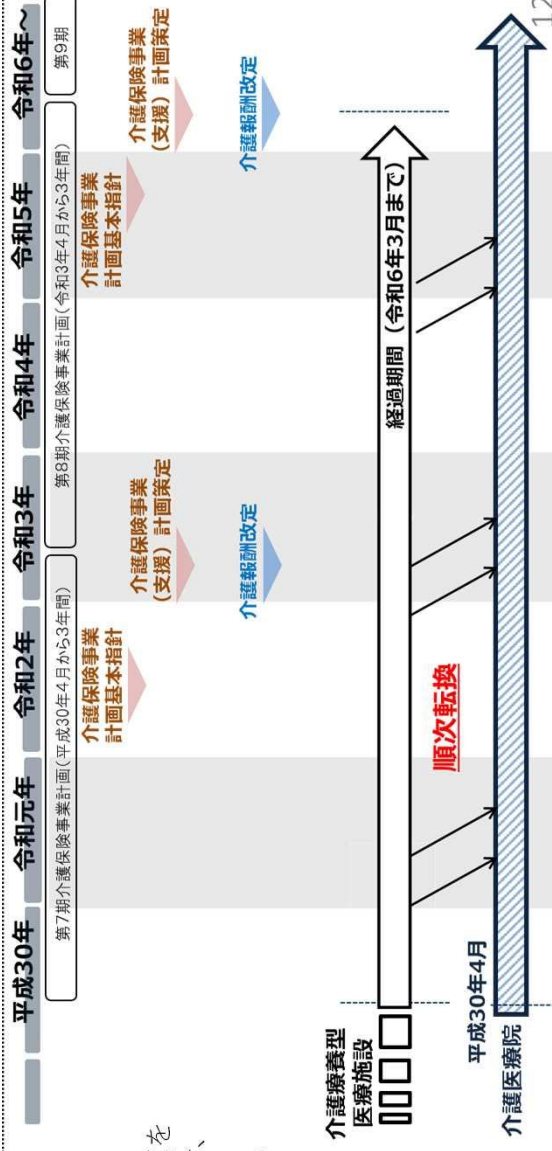 平成30年
令和元年
令和2年
令和3年
令和4年
令和5年
令和6年~
第7期介護保険事業計画(平成30年4月から3年間)
第8期介護保険事業計画(令和3年4月から3年間)
第9期
介護保険事業
計画基本指針
介護保険事業
(支援)計画策定
介護報酬改定
介護保険事業
計画基本指針
介護保険事業
(支援)計画策定
介護報酬改定
を
、
介護療養型
医療施設
経過期間(令和6年3月まで)
順次転換
平成30年4月
介護医療院
12